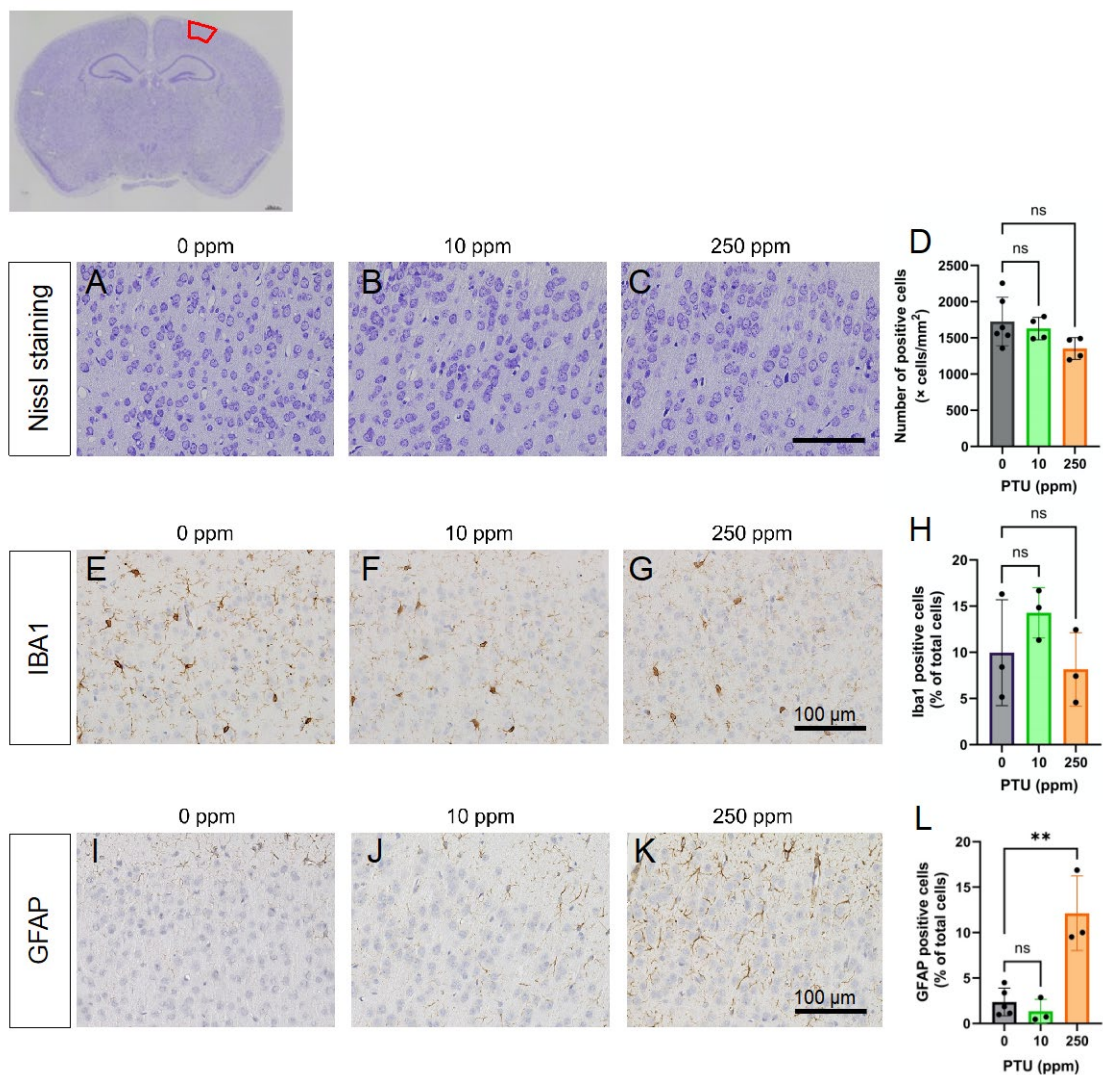 0 ppm 10 ppm 250 ppm
Nissl staining
A
B
C
D
ns
ns
Number of positive cells
(× cells/mm²)
2500
2000
1500
1000
500
0
0 10 250
PTU (ppm)
0 ppm 10 ppm 250 ppm
IBA1
E
F
G
100 µm
H
ns
ns
Iba1 positive cells
(% of total cells)
20
15
10
5
0
0 10 250
PTU (ppm)
0 ppm 10 ppm 250 ppm
GFAP
I
J
K
100 µm
L
**
ns
GFAP positive cells
(% of total cells)
20
15
10
5
0
0 10 250
PTU (ppm)